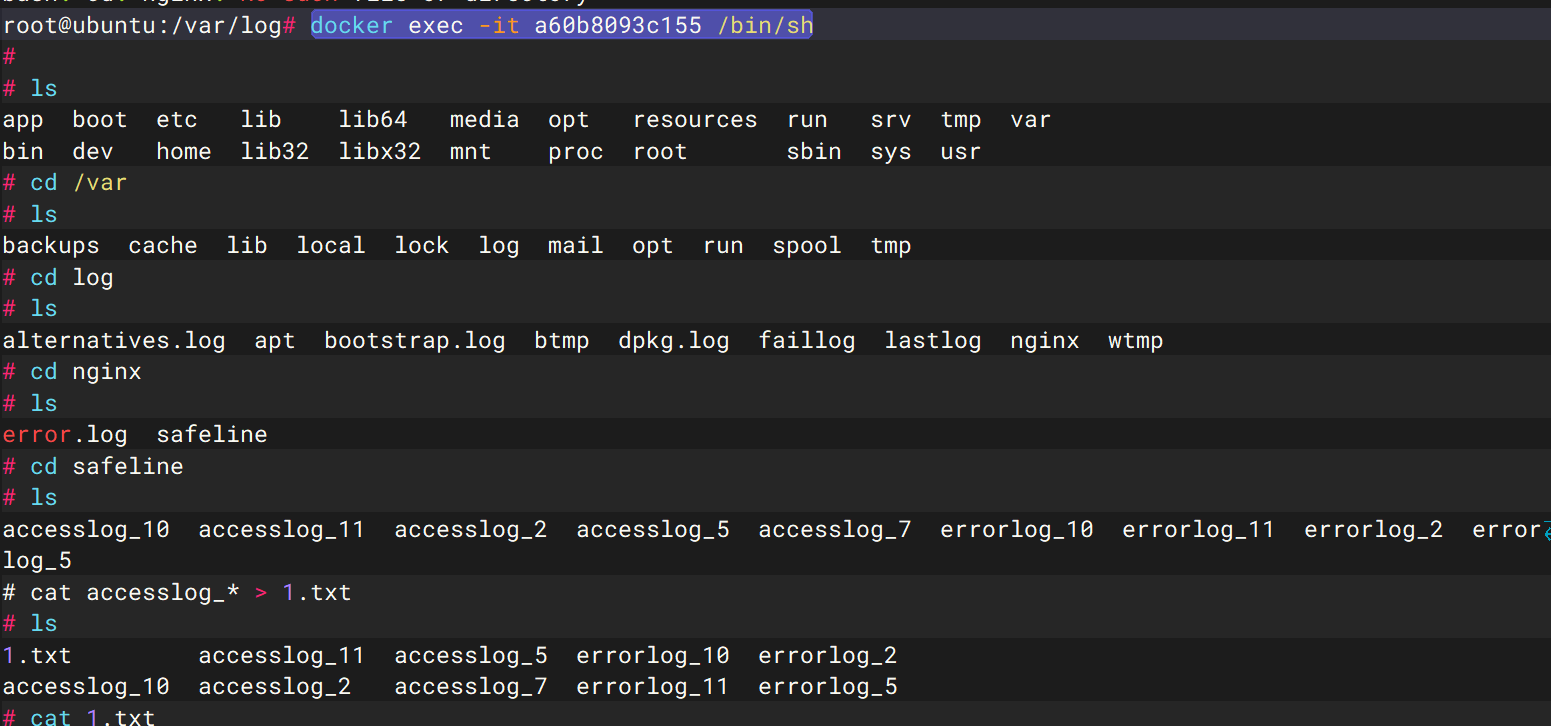 root@ubuntu:/var/log# docker exec -it a60b8093c155 /bin/sh
#
# ls
app  boot  etc   lib    lib64   media  opt   resources  run   srv  tmp  var
bin  dev   home  lib32  libx32  mnt    proc  root       sbin  sys  usr
# cd /var
# ls
backups  cache  lib  local  lock  log  mail  opt  run  spool  tmp
# cd log
# ls
alternatives.log  apt  bootstrap.log  btmp  dpkg.log  faillog  lastlog  nginx  wtmp
# cd nginx
# ls
error.log  safeline
# cd safeline
# ls
accesslog_10  accesslog_11  accesslog_2  accesslog_5  accesslog_7  errorlog_10  errorlog_11  errorlog_2  error
log_5
# cat accesslog_* > 1.txt
# ls
1.txt         accesslog_11  accesslog_5  errorlog_10  errorlog_2
accesslog_10  accesslog_2   accesslog_7  errorlog_11  errorlog_5
# cat 1.txt